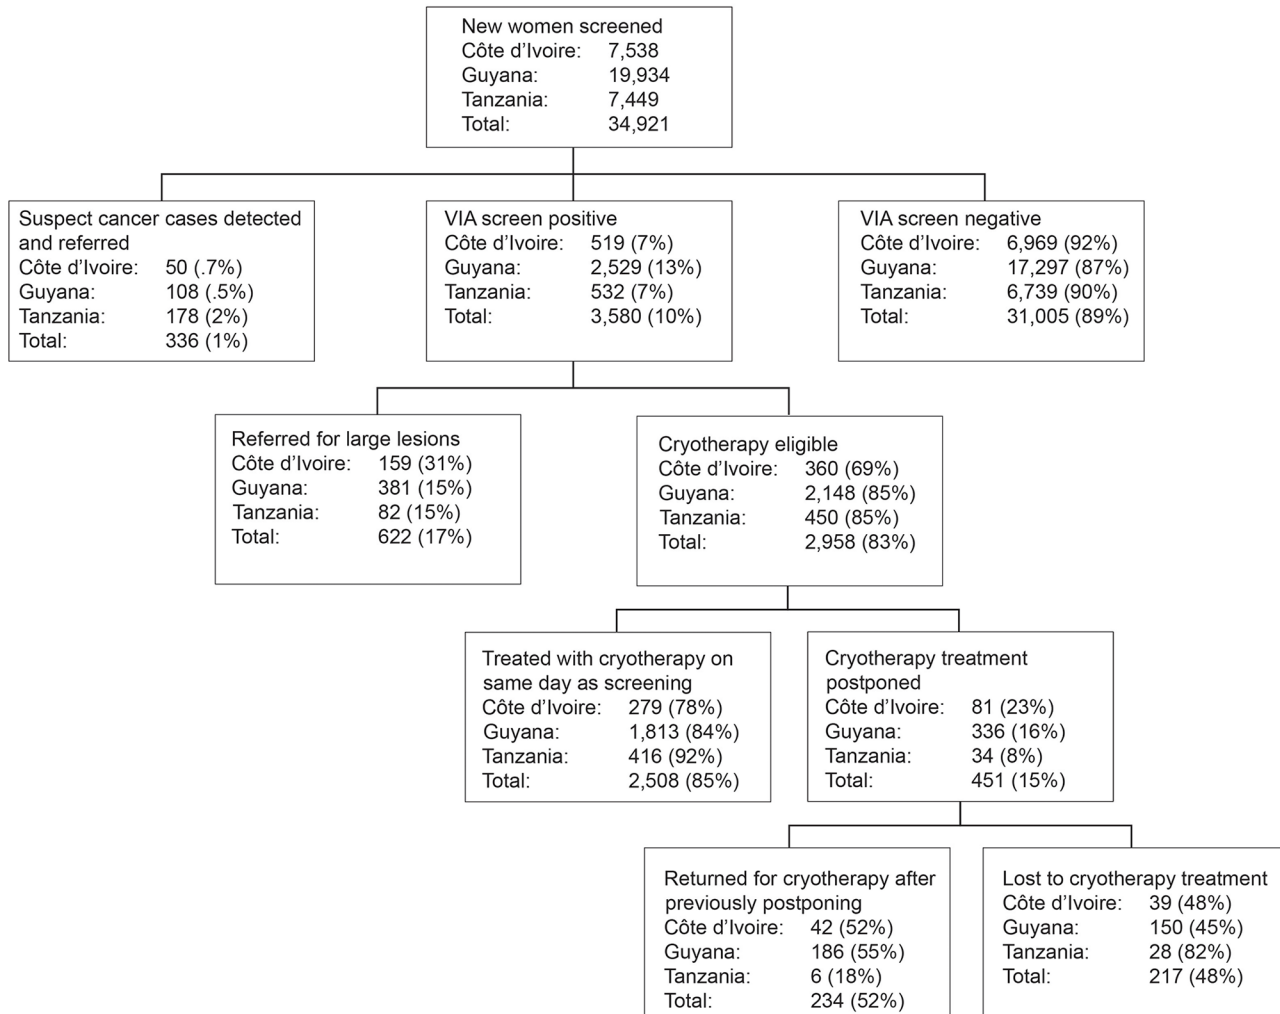 New women screened
Côte d’Ivoire: 7,538
Guyana: 19,934
Tanzania: 7,449
Total: 34,921
Suspect cancer cases detected
and referred
Côte d’Ivoire: 50 (.7%)
Guyana: 108 (.5%)
Tanzania: 178 (2%)
Total: 336 (1%)
VIA screen positive
Côte d’Ivoire: 519 (7%)
Guyana: 2,529 (13%)
Tanzania: 532 (7%)
Total: 3,580 (10%)
VIA screen negative
Côte d’Ivoire: 6,969 (92%)
Guyana: 17,297 (87%)
Tanzania: 6,739 (90%)
Total: 31,005 (89%)
Referred for large lesions
Côte d’Ivoire: 159 (31%)
Guyana: 381 (15%)
Tanzania: 82 (15%)
Total: 622 (17%)
Cryotherapy eligible
Côte d’Ivoire: 360 (69%)
Guyana: 2,148 (85%)
Tanzania: 450 (85%)
Total: 2,958 (83%)
Treated with cryotherapy on
same day as screening
Côte d’Ivoire: 279 (78%)
Guyana: 1,813 (84%)
Tanzania: 416 (92%)
Total: 2,508 (85%)
Cryotherapy treatment
postponed
Côte d’Ivoire: 81 (23%)
Guyana: 336 (16%)
Tanzania: 34 (8%)
Total: 451 (15%)
Returned for cryotherapy after
previously postponing
Côte d’Ivoire: 42 (52%)
Guyana: 186 (55%)
Tanzania: 6 (18%)
Total: 234 (52%)
Lost to cryotherapy treatment
Côte d’Ivoire: 39 (48%)
Guyana: 150 (45%)
Tanzania: 28 (82%)
Total: 217 (48%)